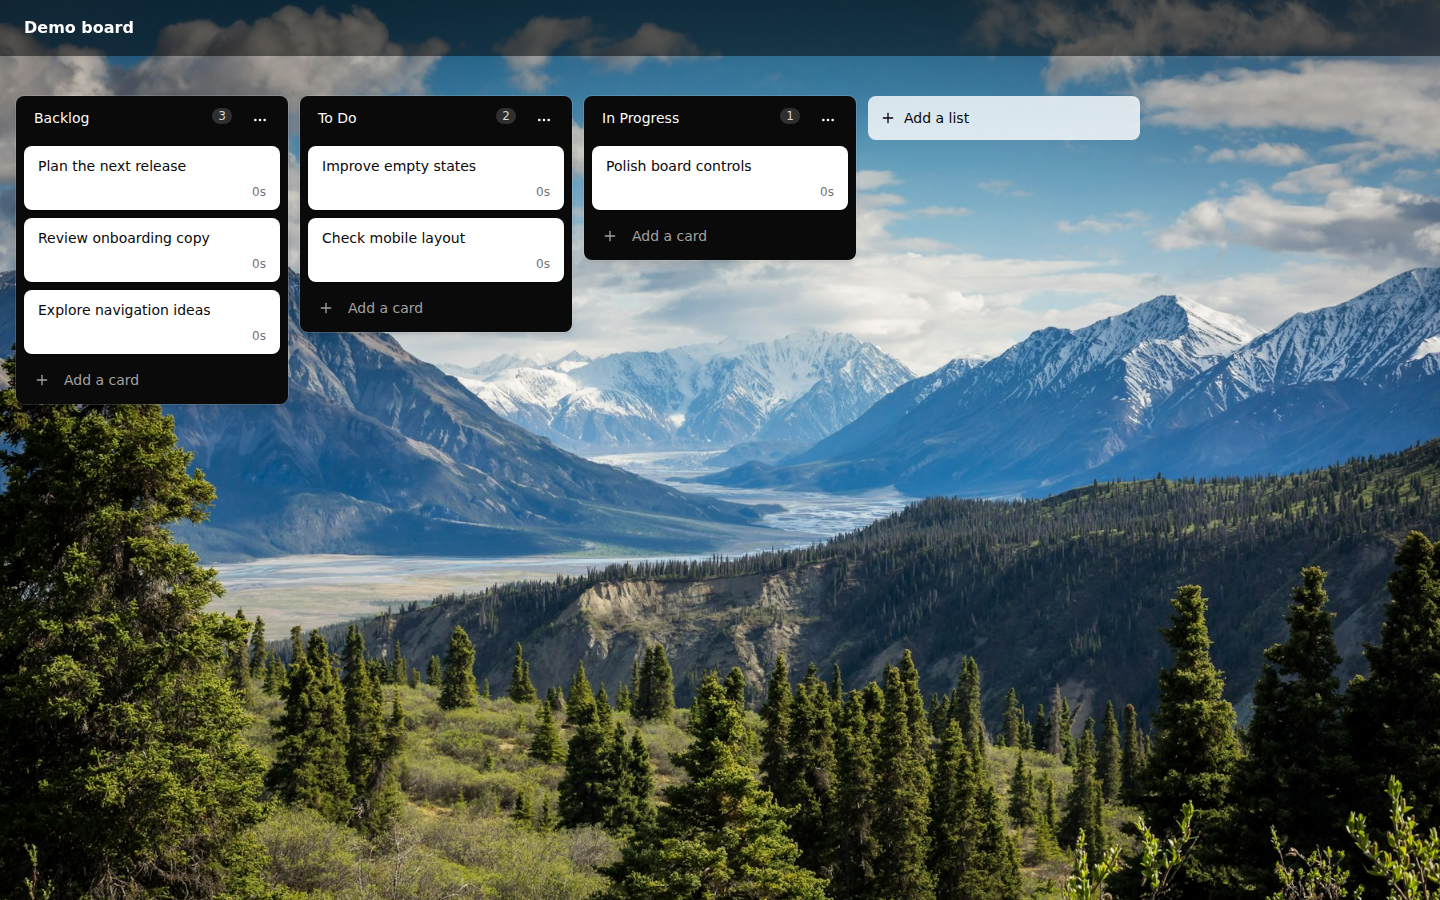 Demo board
Backlog
3
...
Plan the next release
0s
Review onboarding copy
0s
Explore navigation ideas
0s
+ Add a card
To Do
2
...
Improve empty states
0s
Check mobile layout
0s
+ Add a card
In Progress
1
...
Polish board controls
0s
+ Add a card
+ Add a list